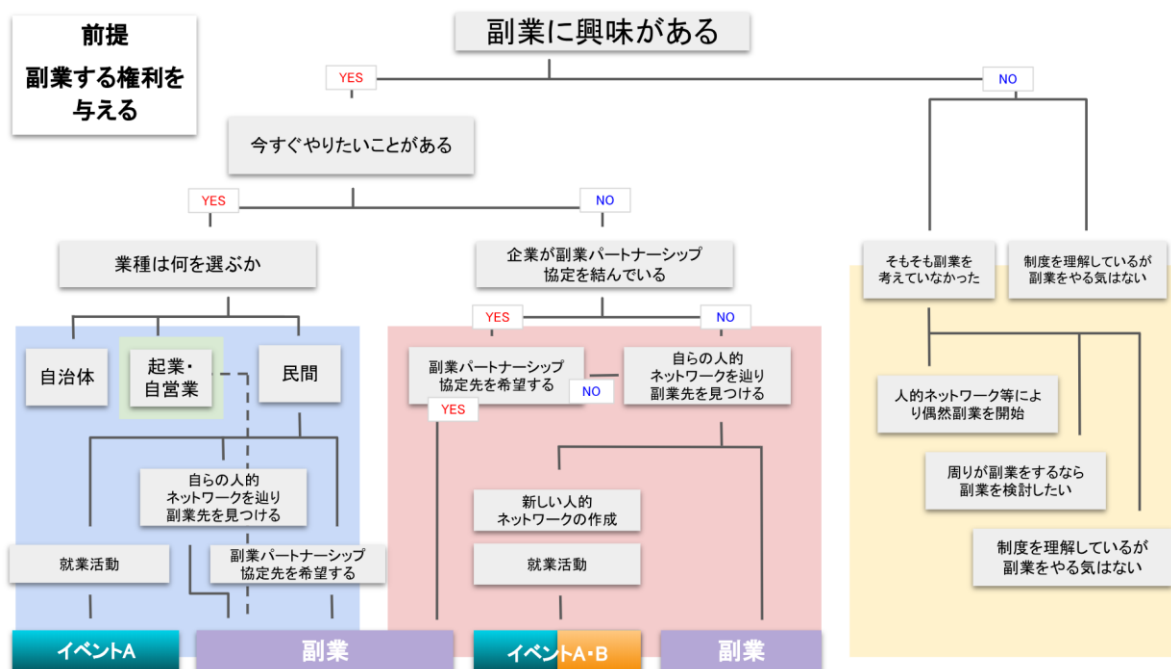 前提
副業する権利を
与える
副業に興味がある
YES
NO
今すぐやりたいことがある
YES
NO
業種は何を選ぶか
企業が副業パートナーシップ
協定を結んでいる
そもそも副業を
考えていなかった
制度を理解しているが
副業をやる気はない
YES
NO
自治体
起業・
自営業
民間
副業パートナーシップ
協定先を希望する
NO
自らの人的
ネットワークを辿り
副業先を見つける
YES
人的ネットワーク等によ
り偶然副業を開始
自らの人的
ネットワークを辿り
副業先を見つける
新しい人的
ネットワークの作成
周りが副業をするなら
副業を検討したい
就業活動
副業パートナーシップ
協定先を希望する
就業活動
制度を理解しているが
副業をやる気はない
イベントA
副業
イベントA・B
副業